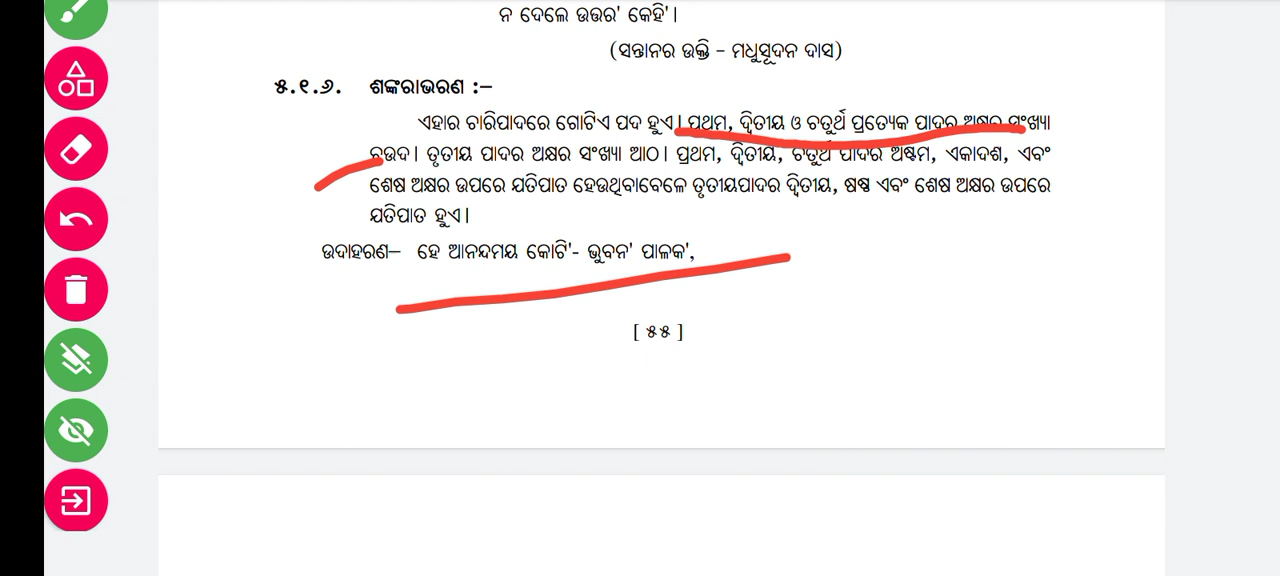 ନ ଦେଲେ ଉତ୍ତର' କେହି'।
(ସନ୍ତାନର ଉକ୍ତି – ମଧୁସୂଦନ ଦାସ)
୫.୧.୬. ଶଙ୍କରାଭରଣ :–
ଏହାର ଚାରିପାଦରେ ଗୋଟିଏ ପଦ ହୁଏ। ପ୍ରଥମ, ଦ୍ୱିତୀୟ ଓ ଚତୁର୍ଥ ପ୍ରତ୍ୟେକ ପାଦର ଅକ୍ଷର ସଂଖ୍ୟା
ଚଉଦ। ତୃତୀୟ ପାଦର ଅକ୍ଷର ସଂଖ୍ୟା ଆଠ। ପ୍ରଥମ, ଦ୍ୱିତୀୟ, ଚତୁର୍ଥ ପାଦର ଅଷ୍ଟମ, ଏକାଦଶ, ଏବଂ
ଶେଷ ଅକ୍ଷର ଉପରେ ଯତିପାତ ହେଉଥିବାବେଳେ ତୃତୀୟପାଦର ଦ୍ୱିତୀୟ, ଷଷ୍ଠ ଏବଂ ଶେଷ ଅକ୍ଷର ଉପରେ
ଯତିପାତ ହୁଏ।
ଉଦାହରଣ– ହେ ଆନନ୍ଦମୟ କୋଟି'- ଭୁବନ' ପାଳକ',
[ ୫୫ ]